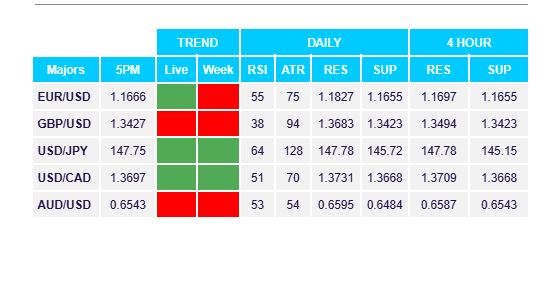 TREND DAILY 4 HOUR
Majors 5PM Live Week RSI ATR RES SUP RES SUP
EUR/USD 1.1666 55 75 1.1827 1.1655 1.1697 1.1655
GBP/USD 1.3427 38 94 1.3683 1.3423 1.3494 1.3423
USD/JPY 147.75 64 128 147.78 145.72 147.78 145.15
USD/CAD 1.3697 51 70 1.3731 1.3668 1.3709 1.3668
AUD/USD 0.6543 53 54 0.6595 0.6484 0.6587 0.6543